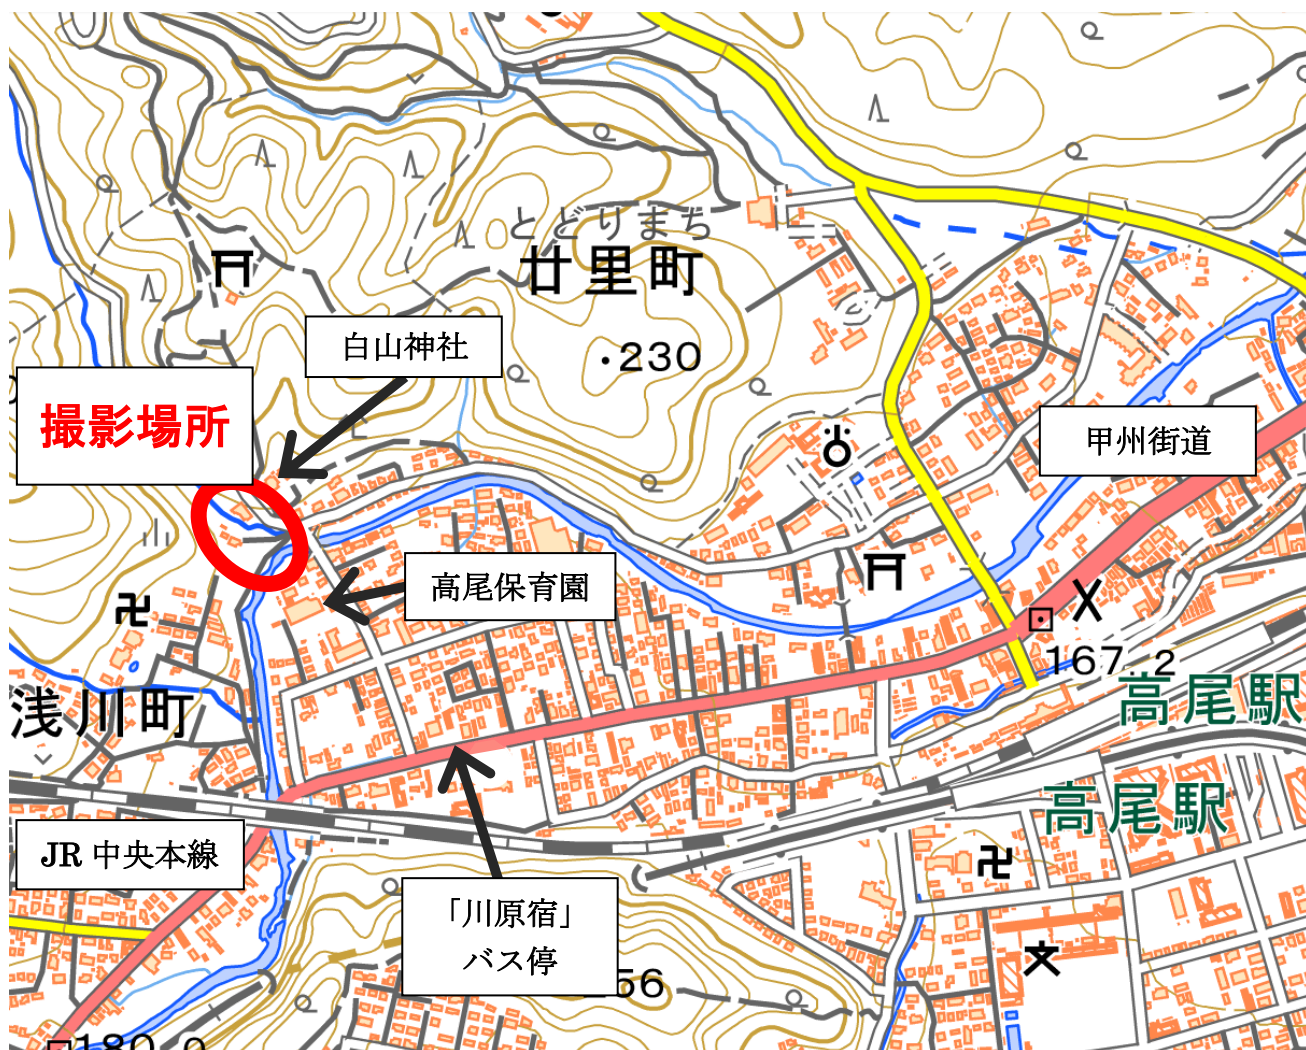 とどりまち
廿里町
・230
白山神社
撮影場所
甲州街道
高尾保育園
167 2
高尾駅
浅川町
高尾駅
JR 中央本線
「川原宿」
バス停
56
180 0